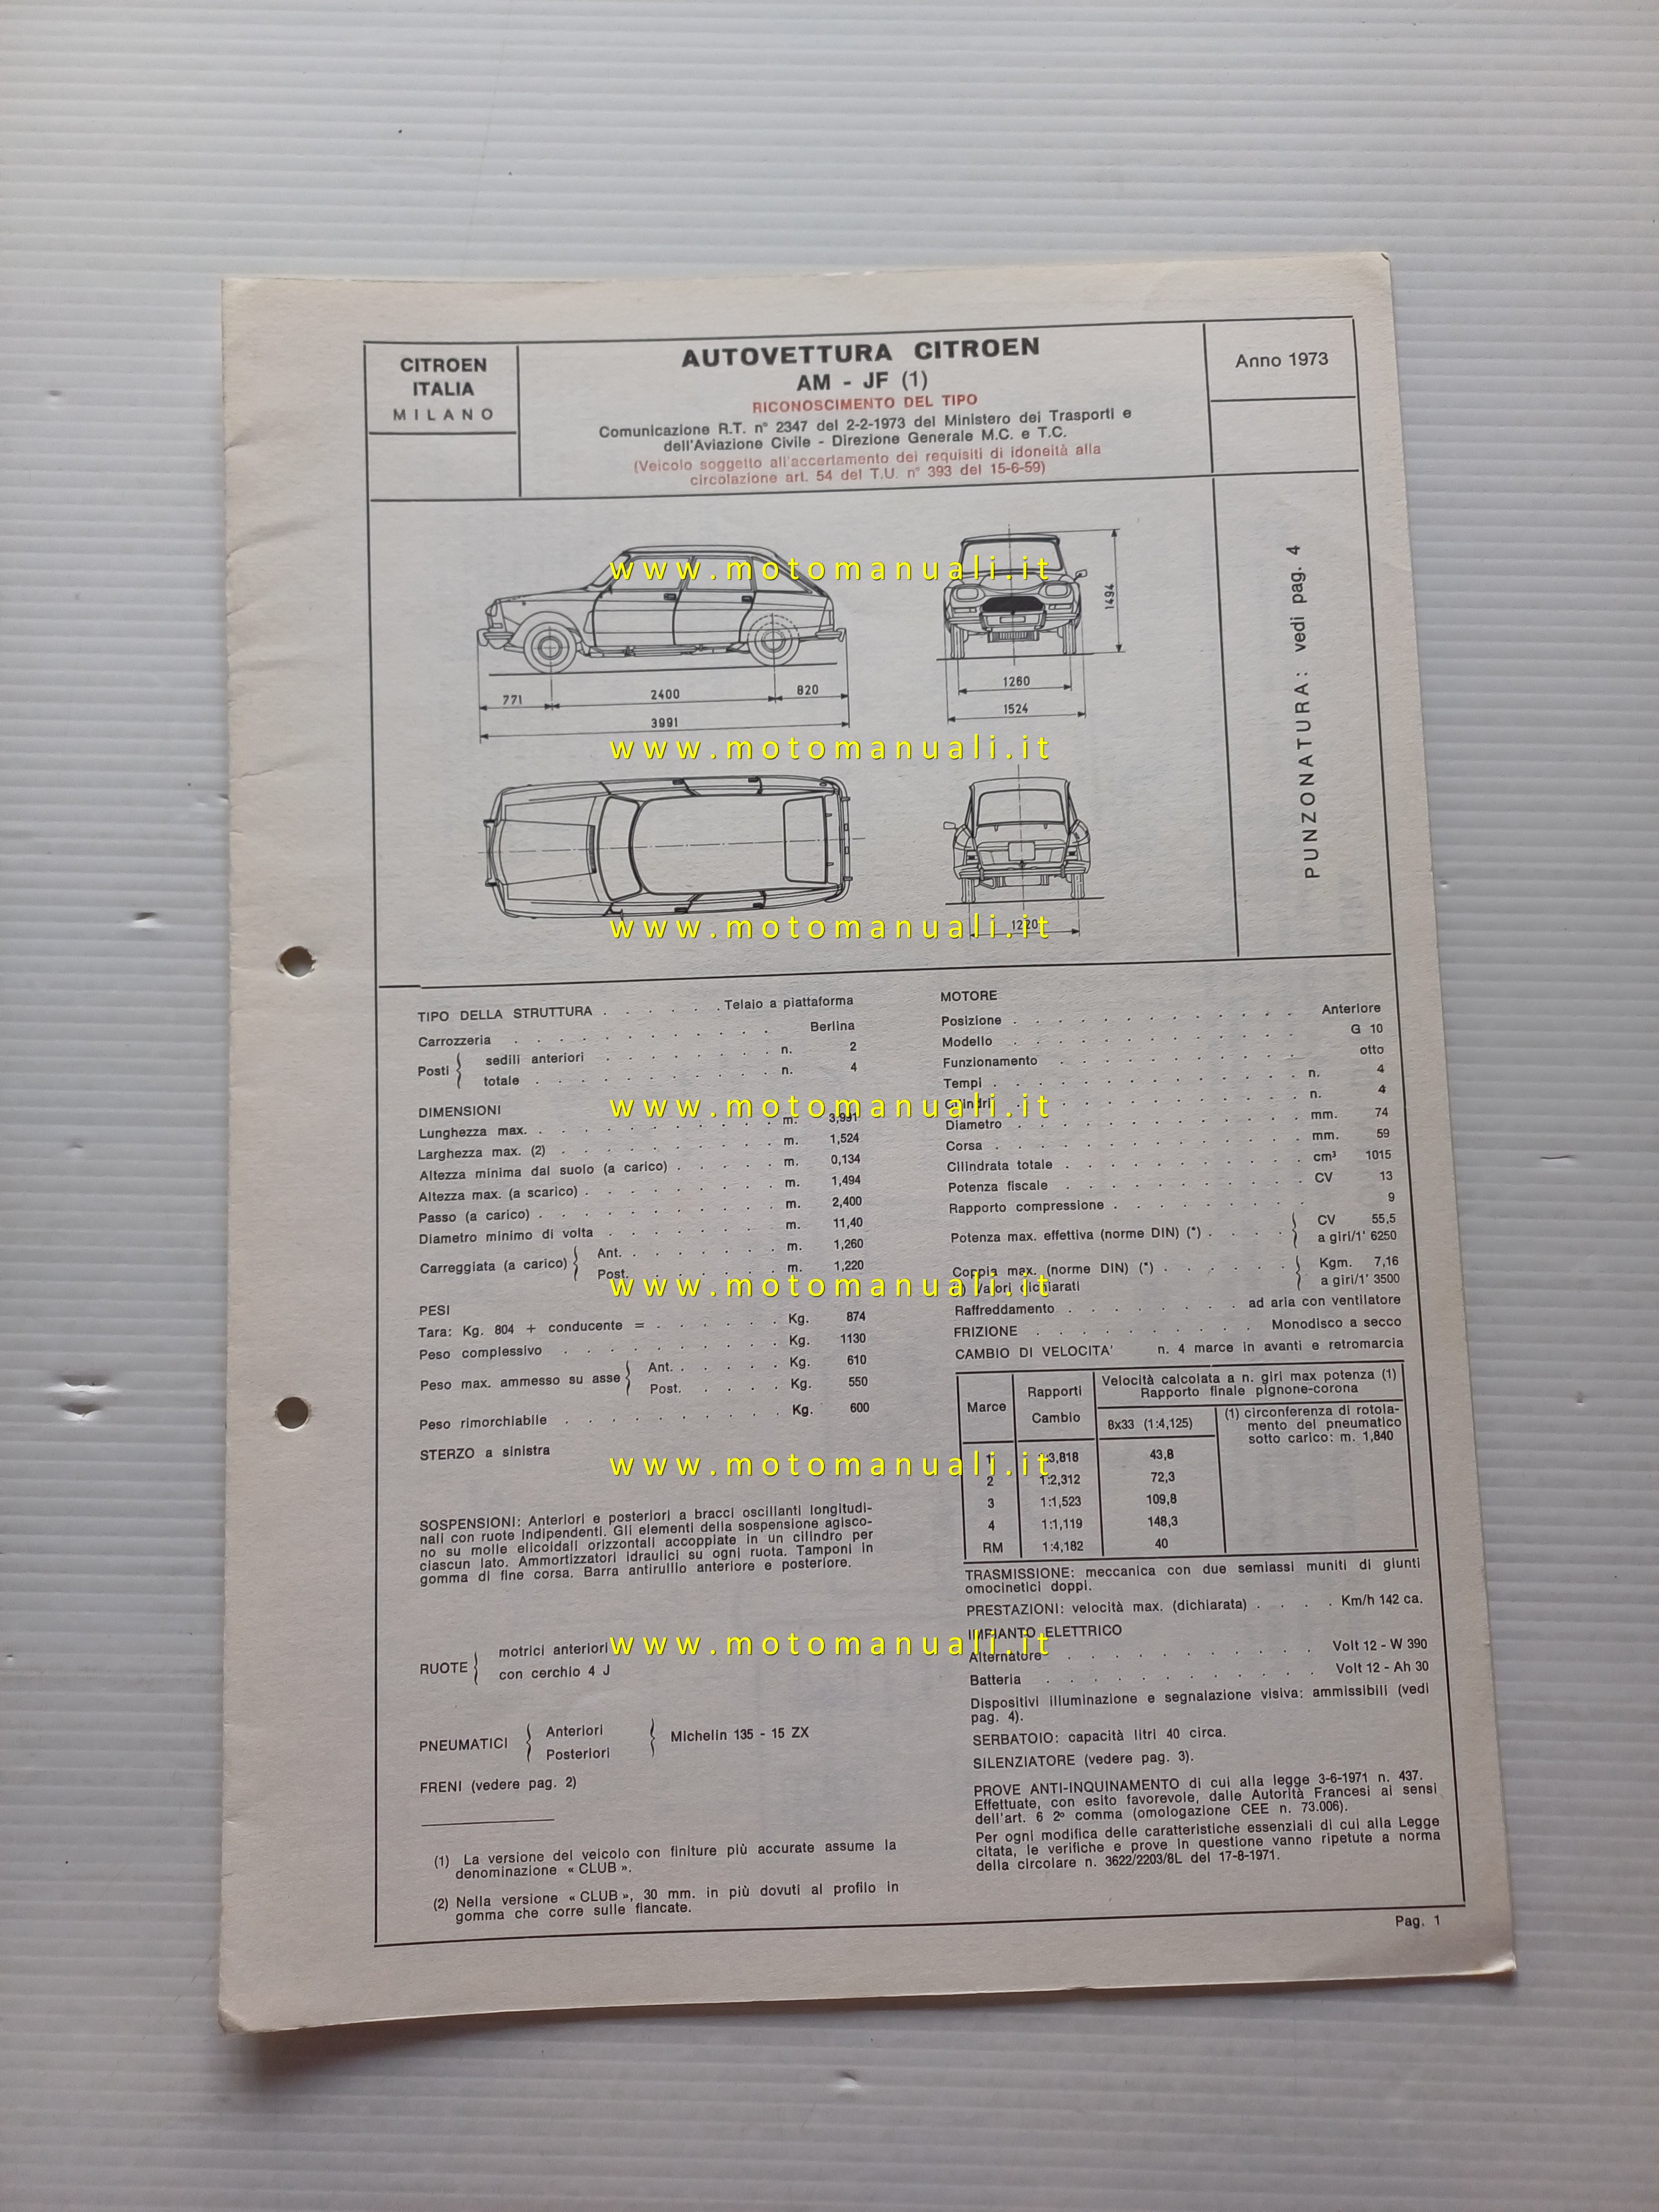 CITROEN
ITALIA
MILANO
AUTOVETTURA CITROEN
AM - JF (1)
RICONOSCIMENTO DEL TIPO
Comunicazione R.T. n° 2347 del 2-2-1973 del Ministero dei Trasporti e
dell'Aviazione Civile - Direzione Generale M.C. e T.C.
(Veicolo soggetto all'accertamento dei requisiti di idoneità alla
circolazione art. 54 del T.U. n° 393 del 15-6-59)
Anno 1973
PUNZONATURA: vedi pag. 4
www.motomanuali.it
1494
771
2400
820
3991
1260
1524
www.motomanuali.it
1220
www.motomanuali.it
TIPO DELLA STRUTTURA . . . . . . Telaio a piattaforma
Carrozzeria . . . . . . . . . . . Berlina
Posti { sedili anteriori . . . . . . . n. 2
totale . . . . . . . . . . n. 4
DIMENSIONI
www.motomanuali.it
Lunghezza max. . . . . . . . . . . m. 3,991
Larghezza max. (2) . . . . . . . . . m. 1,524
Altezza minima dal suolo (a carico) . . . . . m. 0,134
Altezza max. (a scarico) . . . . . . . . m. 1,494
Passo (a carico) . . . . . . . . . . m. 2,400
Diametro minimo di volta . . . . . . . m. 11,40
Carreggiata (a carico) { Ant. . . . . . . m. 1,260
Post. . . . . . . m. 1,220
www.motomanuali.it
PESI
Tara: Kg. 804 + conducente = . . . . . . Kg. 874
Peso complessivo . . . . . . . . . Kg. 1130
Peso max. ammesso su asse { Ant. . . . . Kg. 610
Post. . . . . Kg. 550
Peso rimorchiabile . . . . . . . . . Kg. 600
STERZO a sinistra
www.motomanuali.it
SOSPENSIONI: Anteriori e posteriori a bracci oscillanti longitudi-
nali con ruote indipendenti. Gli elementi della sospensione agisco-
no su molle elicoidali orizzontali accoppiate in un cilindro per
ciascun lato. Ammortizzatori idraulici su ogni ruota. Tamponi in
gomma di fine corsa. Barra antirullio anteriore e posteriore.
RUOTE { motrici anteriori
con cerchio 4 J
www.motomanuali.it
PNEUMATICI { Anteriori
Posteriori } Michelin 135 - 15 ZX
FRENI (vedere pag. 2)
(1) La versione del veicolo con finiture più accurate assume la
denominazione « CLUB ».
(2) Nella versione « CLUB », 30 mm. in più dovuti al profilo in
gomma che corre sulle fiancate.
MOTORE
Posizione . . . . . . . . . . . Anteriore
Modello . . . . . . . . . . . G 10
Funzionamento . . . . . . . . . otto
Tempi . . . . . . . . . . . n. 4
Cilindri . . . . . . . . . . . n. 4
Diametro . . . . . . . . . . . mm. 74
Corsa . . . . . . . . . . . mm. 59
Cilindrata totale . . . . . . . . . cm³ 1015
Potenza fiscale . . . . . . . . . CV 13
Rapporto compressione . . . . . . . . 9
Potenza max. effettiva (norme DIN) (*) . . . . { CV 55,5
a giri/1' 6250
Coppia max. (norme DIN) (*) . . . . . . { Kgm. 7,16
a giri/1' 3500
(*) Valori dichiarati
Raffreddamento . . . . . . . ad aria con ventilatore
FRIZIONE . . . . . . . . . Monodisco a secco
CAMBIO DI VELOCITA' n. 4 marce in avanti e retromarcia
Marce
Rapporti
Cambio
Velocità calcolata a n. giri max potenza (1)
Rapporto finale pignone-corona
8x33 (1:4,125)
(1) circonferenza di rotola-
mento del pneumatico
sotto carico: m. 1,840
1 1:3,818 43,8
2 1:2,312 72,3
3 1:1,523 109,8
4 1:1,119 148,3
RM 1:4,182 40
TRASMISSIONE: meccanica con due semiassi muniti di giunti
omocinetici doppi.
PRESTAZIONI: velocità max. (dichiarata) . . . . Km/h 142 ca.
IMPIANTO ELETTRICO
Alternatore . . . . . . . . . Volt 12 - W 390
Batteria . . . . . . . . . . Volt 12 - Ah 30
Dispositivi illuminazione e segnalazione visiva: ammissibili (vedi
pag. 4).
SERBATOIO: capacità litri 40 circa.
SILENZIATORE (vedere pag. 3).
PROVE ANTI-INQUINAMENTO di cui alla legge 3-6-1971 n. 437.
Effettuate, con esito favorevole, dalle Autorità Francesi ai sensi
dell'art. 6 2º comma (omologazione CEE n. 73.006).
Per ogni modifica delle caratteristiche essenziali di cui alla Legge
citata, le verifiche e prove in questione vanno ripetute a norma
della circolare n. 3622/2203/8L del 17-8-1971.
Pag. 1